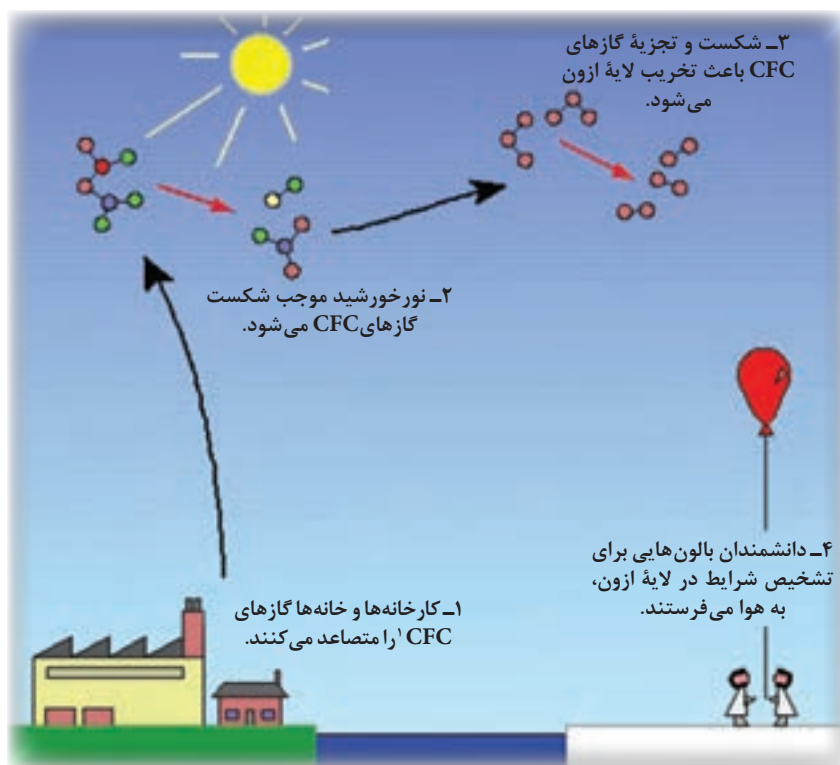 ۳ـ شکست و تجزیهٔ گازهای
CFC باعث تخریب لایهٔ ازون
می‌شود.
۲ـ نورخورشید موجب شکست
گازهایCFC می‌شود.
۴ـ دانشمندان بالون‌هایی برای
تشخیص شرایط در لایهٔ ازون،
به هوا می‌فرستند.
۱ـ کارخانه‌ها و خانه‌ها گازهای
CFC ۱ را متصاعد می‌کنند.